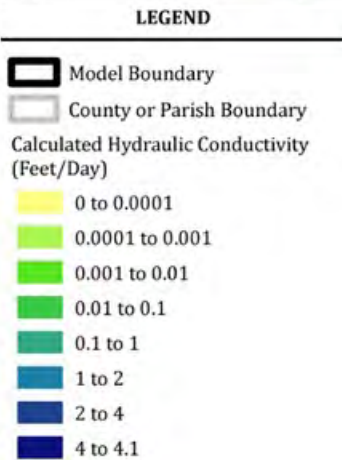 LEGEND
Model Boundary
County or Parish Boundary
Calculated Hydraulic Conductivity
(Feet/Day)
0 to 0.0001
0.0001 to 0.001
0.001 to 0.01
0.01 to 0.1
0.1 to 1
1 to 2
2 to 4
4 to 4.1